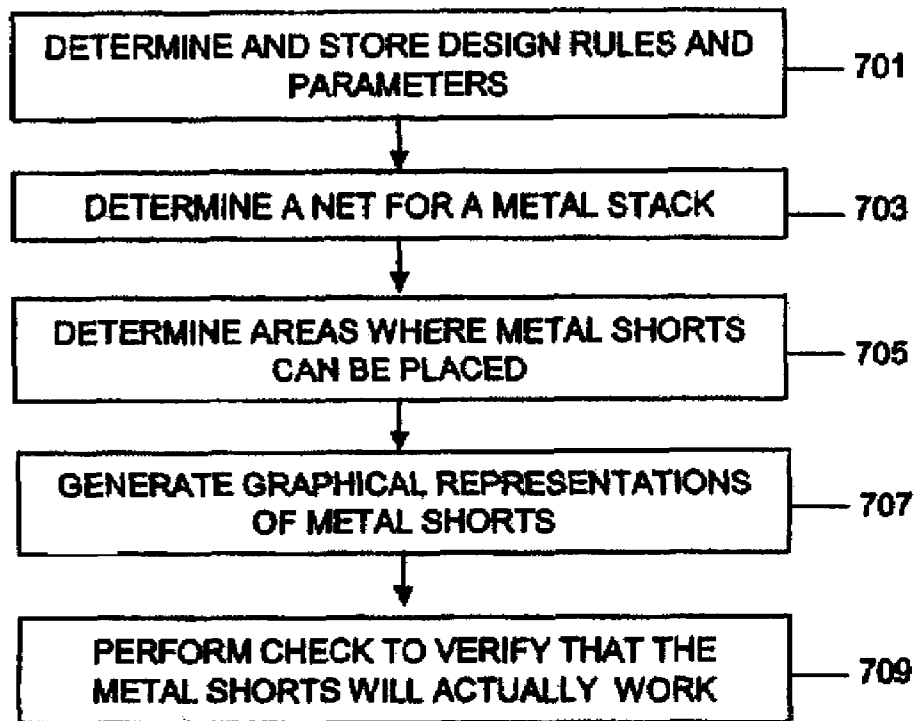 DETERMINE AND STORE DESIGN RULES AND
PARAMETERS
701
DETERMINE A NET FOR A METAL STACK
703
DETERMINE AREAS WHERE METAL SHORTS
CAN BE PLACED
705
GENERATE GRAPHICAL REPRESENTATIONS
OF METAL SHORTS
707
PERFORM CHECK TO VERIFY THAT THE
METAL SHORTS WILL ACTUALLY WORK
709